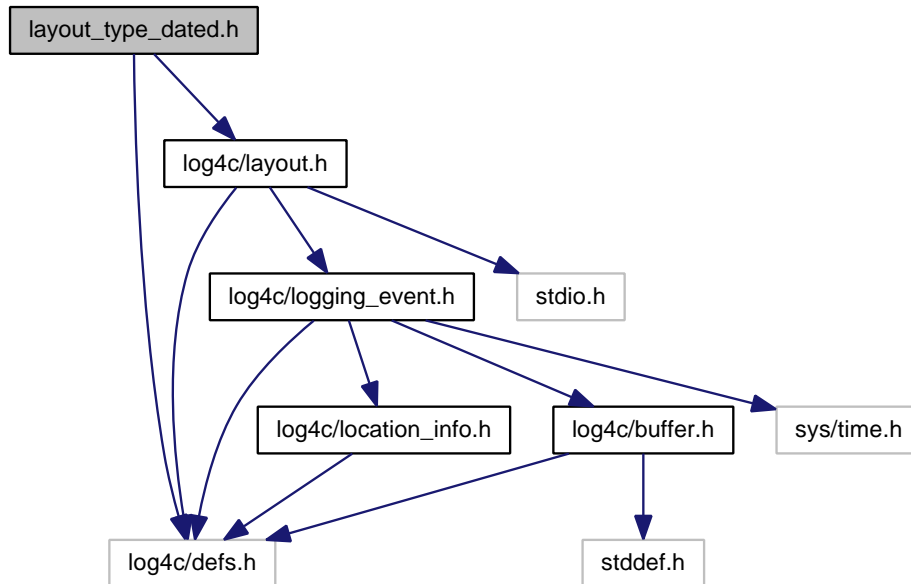 layout_type_dated.h
log4c/layout.h
log4c/logging_event.h
stdio.h
log4c/location_info.h
log4c/buffer.h
sys/time.h
log4c/defs.h
stddef.h